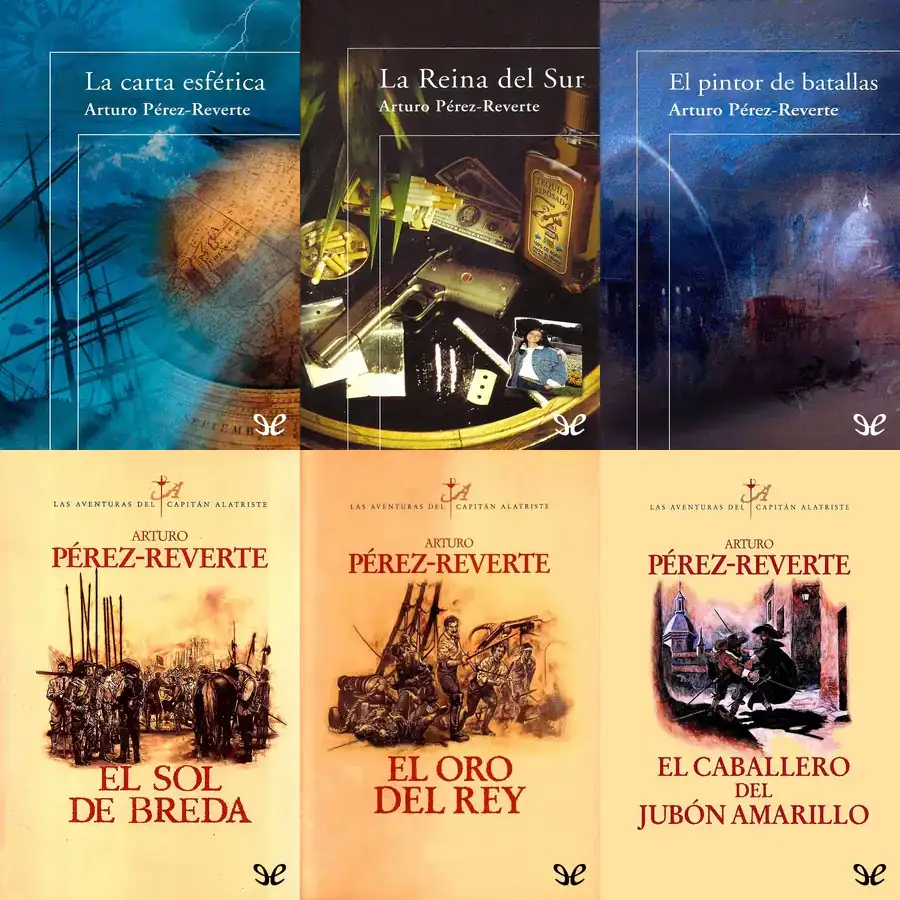 La carta esférica
Arturo Pérez-Reverte
SEPTEMB
La Reina del Sur
Arturo Pérez-Reverte
TEQUILA
REPOSADO
El pintor de batallas
Arturo Pérez-Reverte
LAS AVENTURAS DEL CAPITÁN ALATRISTE
ARTURO
PÉREZ-REVERTE
EL SOL
DE BREDA
LAS AVENTURAS DEL CAPITÁN ALATRISTE
ARTURO
PÉREZ-REVERTE
EL ORO
DEL REY
LAS AVENTURAS DEL CAPITÁN ALATRISTE
ARTURO
PÉREZ-REVERTE
EL CABALLERO
DEL
JUBÓN AMARILLO